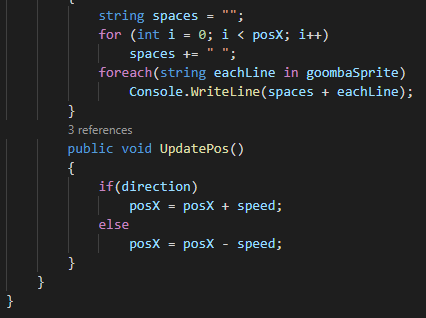 {
string spaces = "";
for (int i = 0; i < posX; i++)
spaces += " ";
foreach(string eachLine in goombaSprite)
Console.WriteLine(spaces + eachLine);
}
3 references
public void UpdatePos()
{
if(direction)
posX = posX + speed;
else
posX = posX - speed;
}
}
}